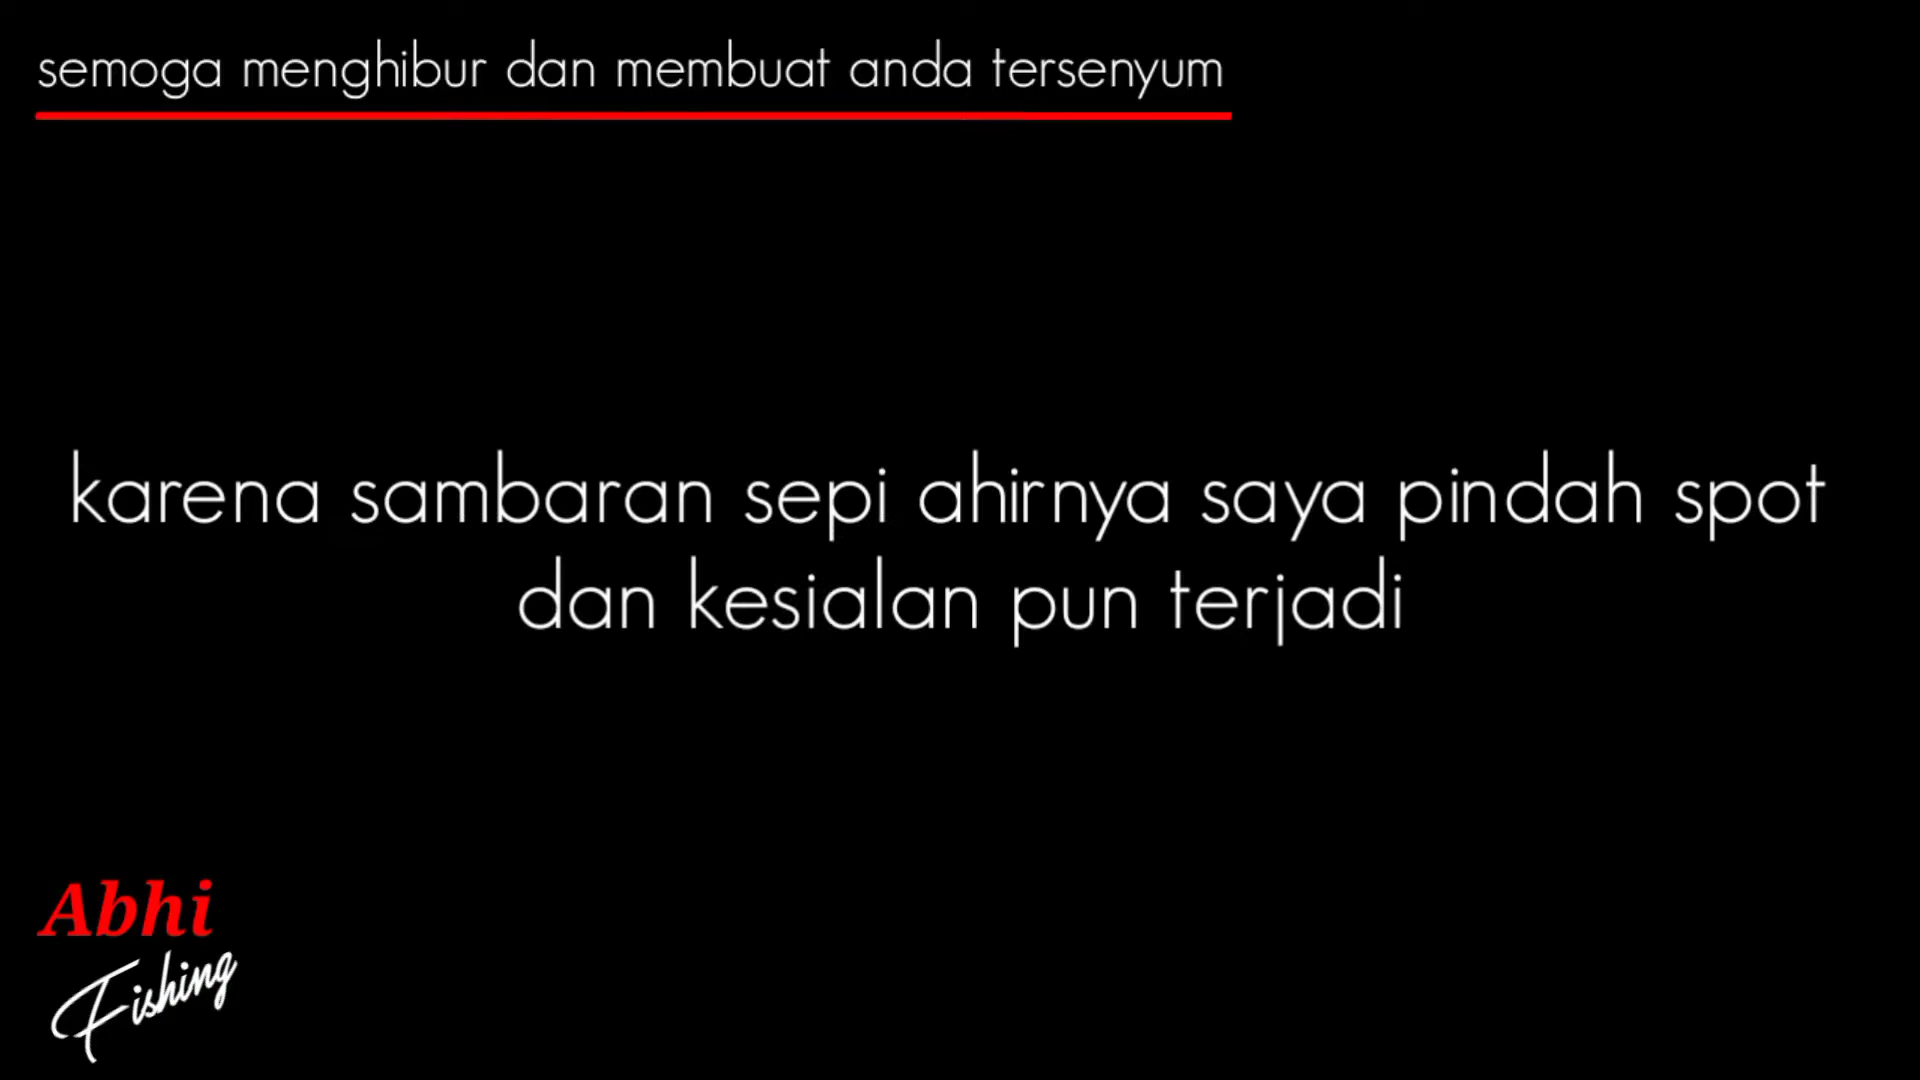 semoga menghibur dan membuat anda tersenyum
karena sambaran sepi ahirnya saya pindah spot
dan kesialan pun terjadi
Abhi
Fishing